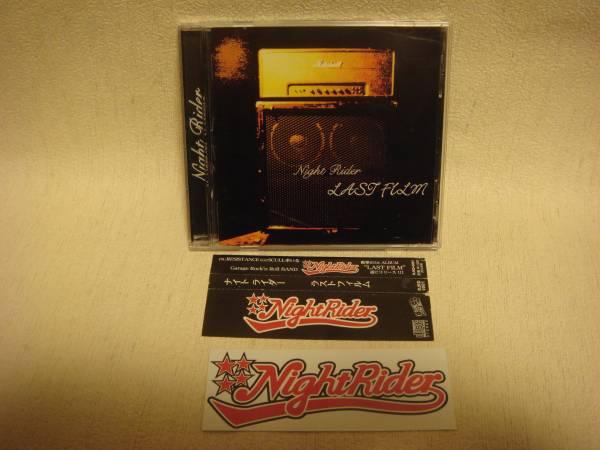 Night Rider
Marshall
Night Rider
LAST FILM
Garage Rock'n Roll BAND
NightRider
"LAST FILM"
ナイトライダー
ラストフィルム
NightRider
NightRider